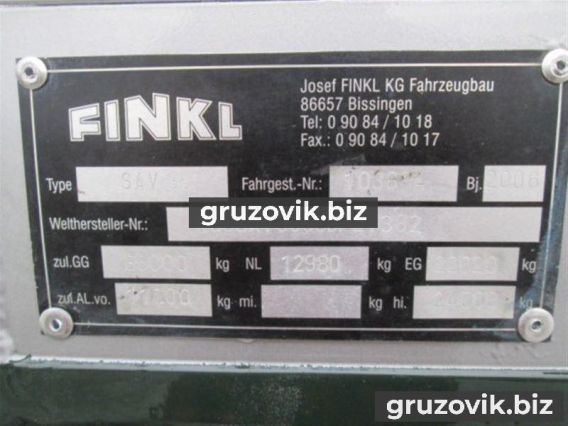 FINKL
Josef FINKL KG Fahrzeugbau
86657 Bissingen
Tel: 0 90 84 / 10 18
Fax.: 0 90 84 / 10 17
Type SAV Fahrgest.-Nr.: Bj. 2006
gruzovik.biz
Welthersteller-Nr.:
zul.GG kg NL 12980 kg EG kg
zul.AL.vo. kg mi. kg hi. kg
gruzovik.biz